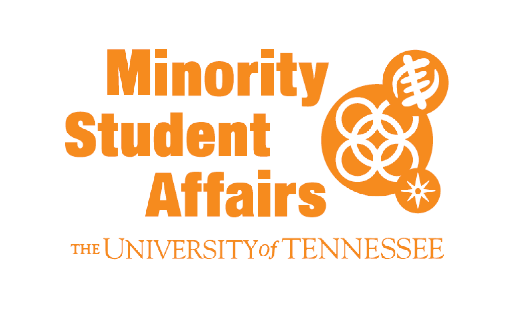 Minority
Student
Affairs
THE UNIVERSITY of TENNESSEE